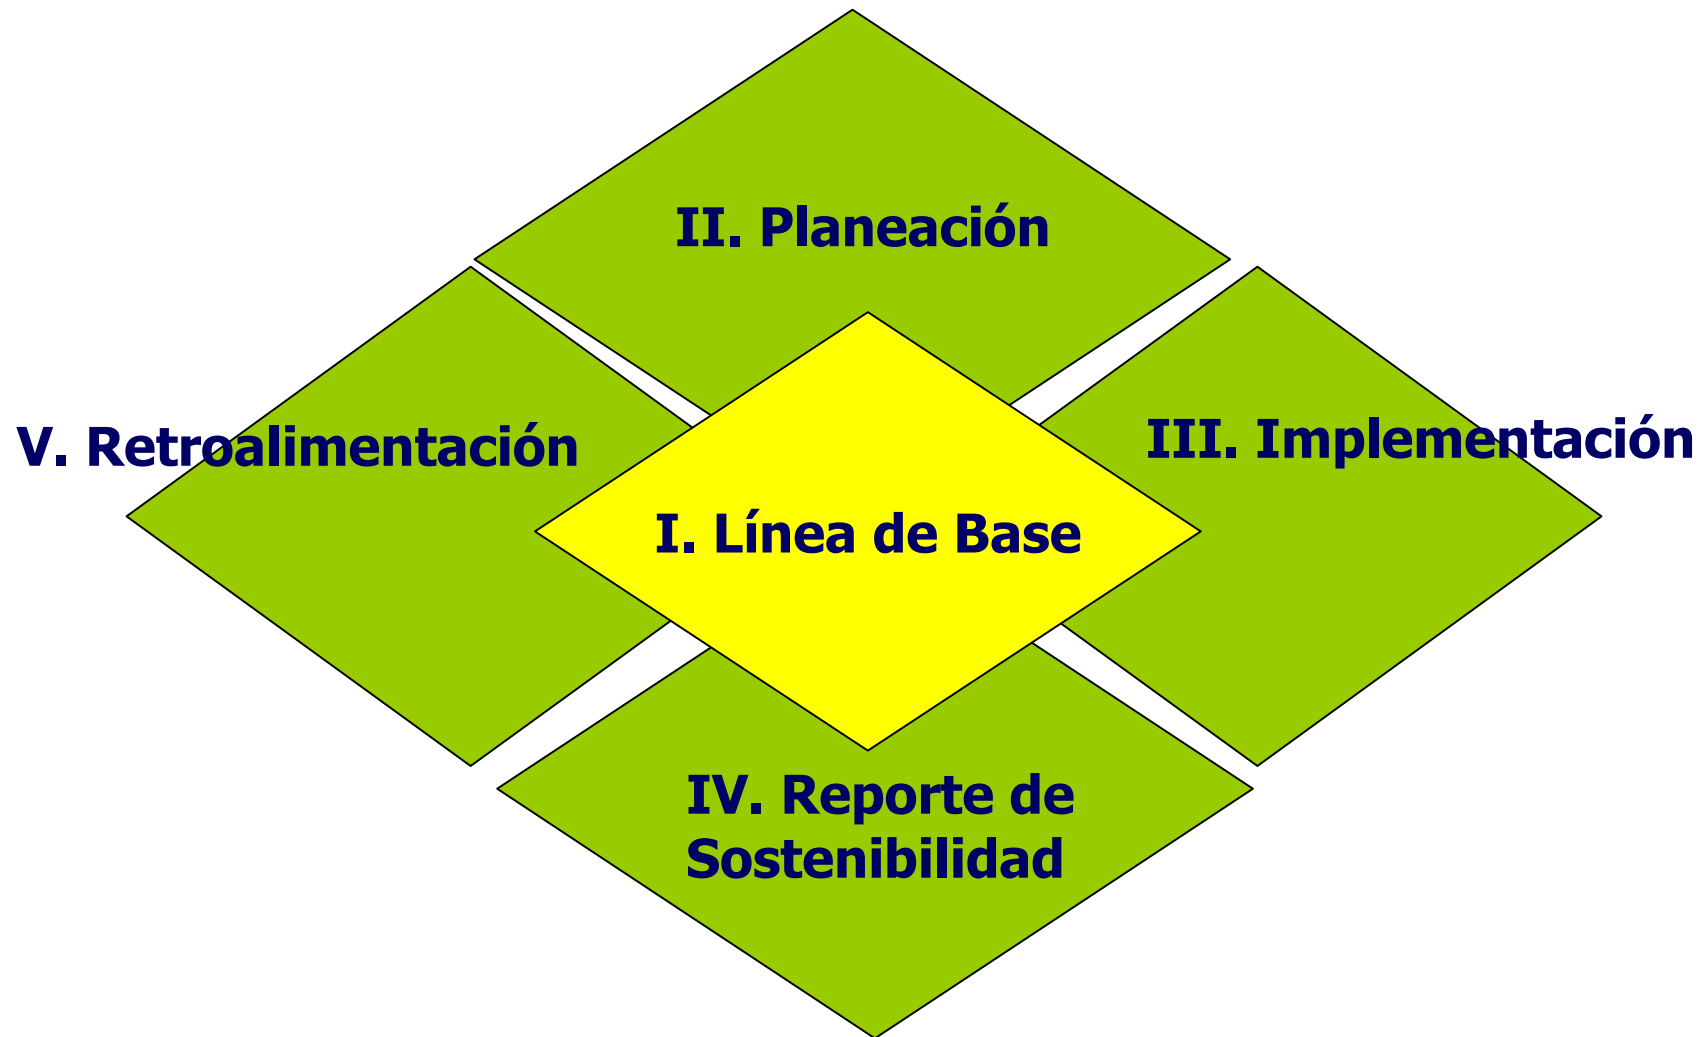 II. Planeación
V. Retroalimentación
III. Implementación
I. Línea de Base
IV. Reporte de
Sostenibilidad